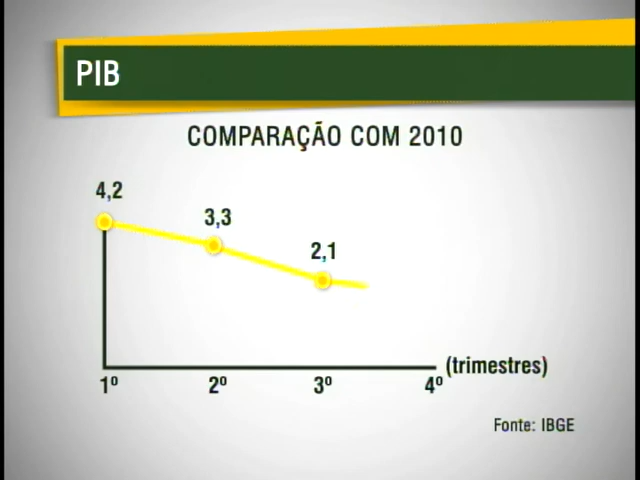 PIB
COMPARAÇÃO COM 2010
4,2
3,3
2,1
(trimestres)
1º 2º 3º 4º
Fonte: IBGE